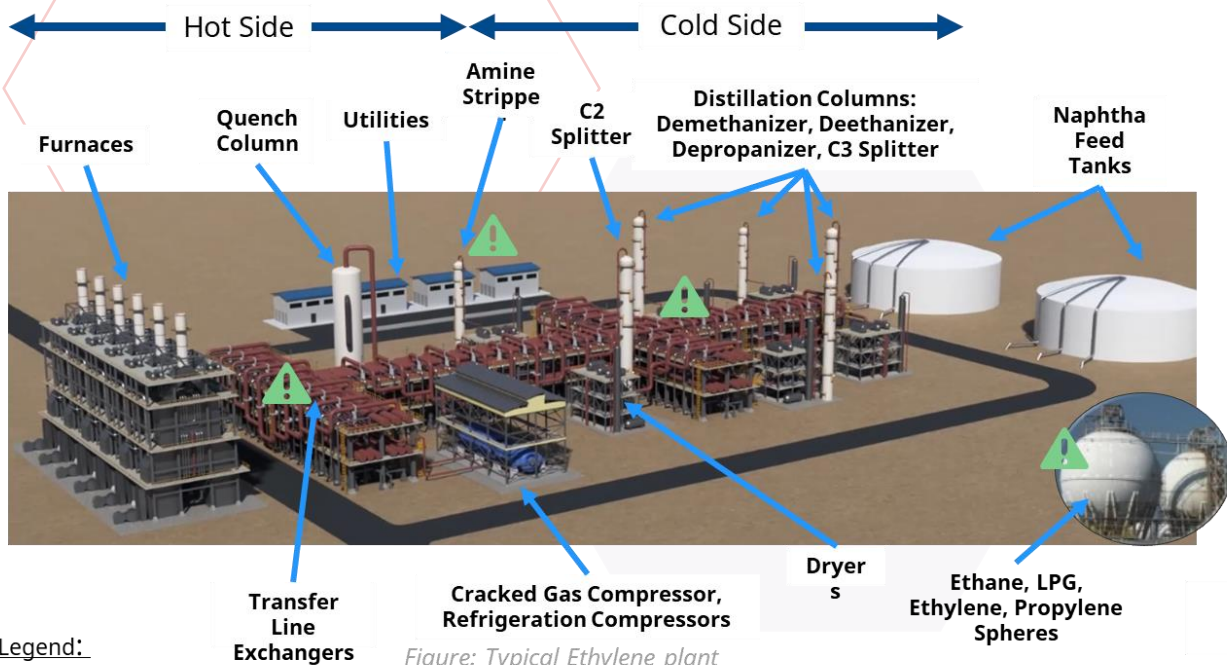 Hot Side
Cold Side
Furnaces
Quench
Column
Utilities
Amine
Strippe
C2
Splitter
Distillation Columns:
Demethanizer, Deethanizer,
Depropanizer, C3 Splitter
Naphtha
Feed
Tanks
Transfer
Line
Exchangers
Cracked Gas Compressor,
Refrigeration Compressors
Dryer
s
Ethane, LPG,
Ethylene, Propylene
Spheres
Legend:
Figure: Typical Ethylene plant